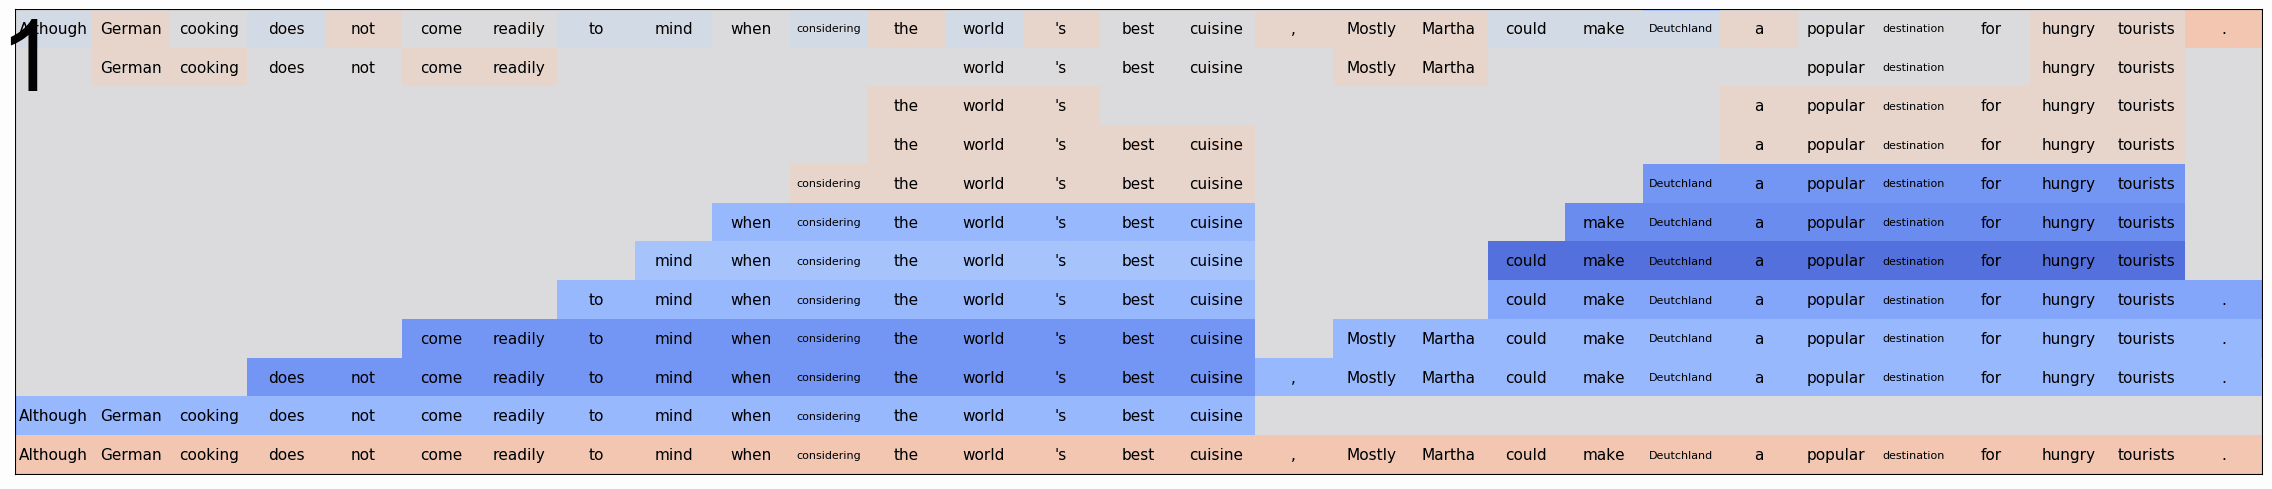 1
Although German cooking does not come readily to mind when considering the world 's best cuisine , Mostly Martha could make Deutchland a popular destination for hungry tourists .
German cooking does not come readily world 's best cuisine Mostly Martha popular destination hungry tourists
the world 's a popular destination for hungry tourists
the world 's best cuisine a popular destination for hungry tourists
considering the world 's best cuisine Deutchland a popular destination for hungry tourists
when considering the world 's best cuisine make Deutchland a popular destination for hungry tourists
mind when considering the world 's best cuisine could make Deutchland a popular destination for hungry tourists
to mind when considering the world 's best cuisine could make Deutchland a popular destination for hungry tourists .
come readily to mind when considering the world 's best cuisine Mostly Martha could make Deutchland a popular destination for hungry tourists .
does not come readily to mind when considering the world 's best cuisine , Mostly Martha could make Deutchland a popular destination for hungry tourists .
Although German cooking does not come readily to mind when considering the world 's best cuisine
Although German cooking does not come readily to mind when considering the world 's best cuisine , Mostly Martha could make Deutchland a popular destination for hungry tourists .